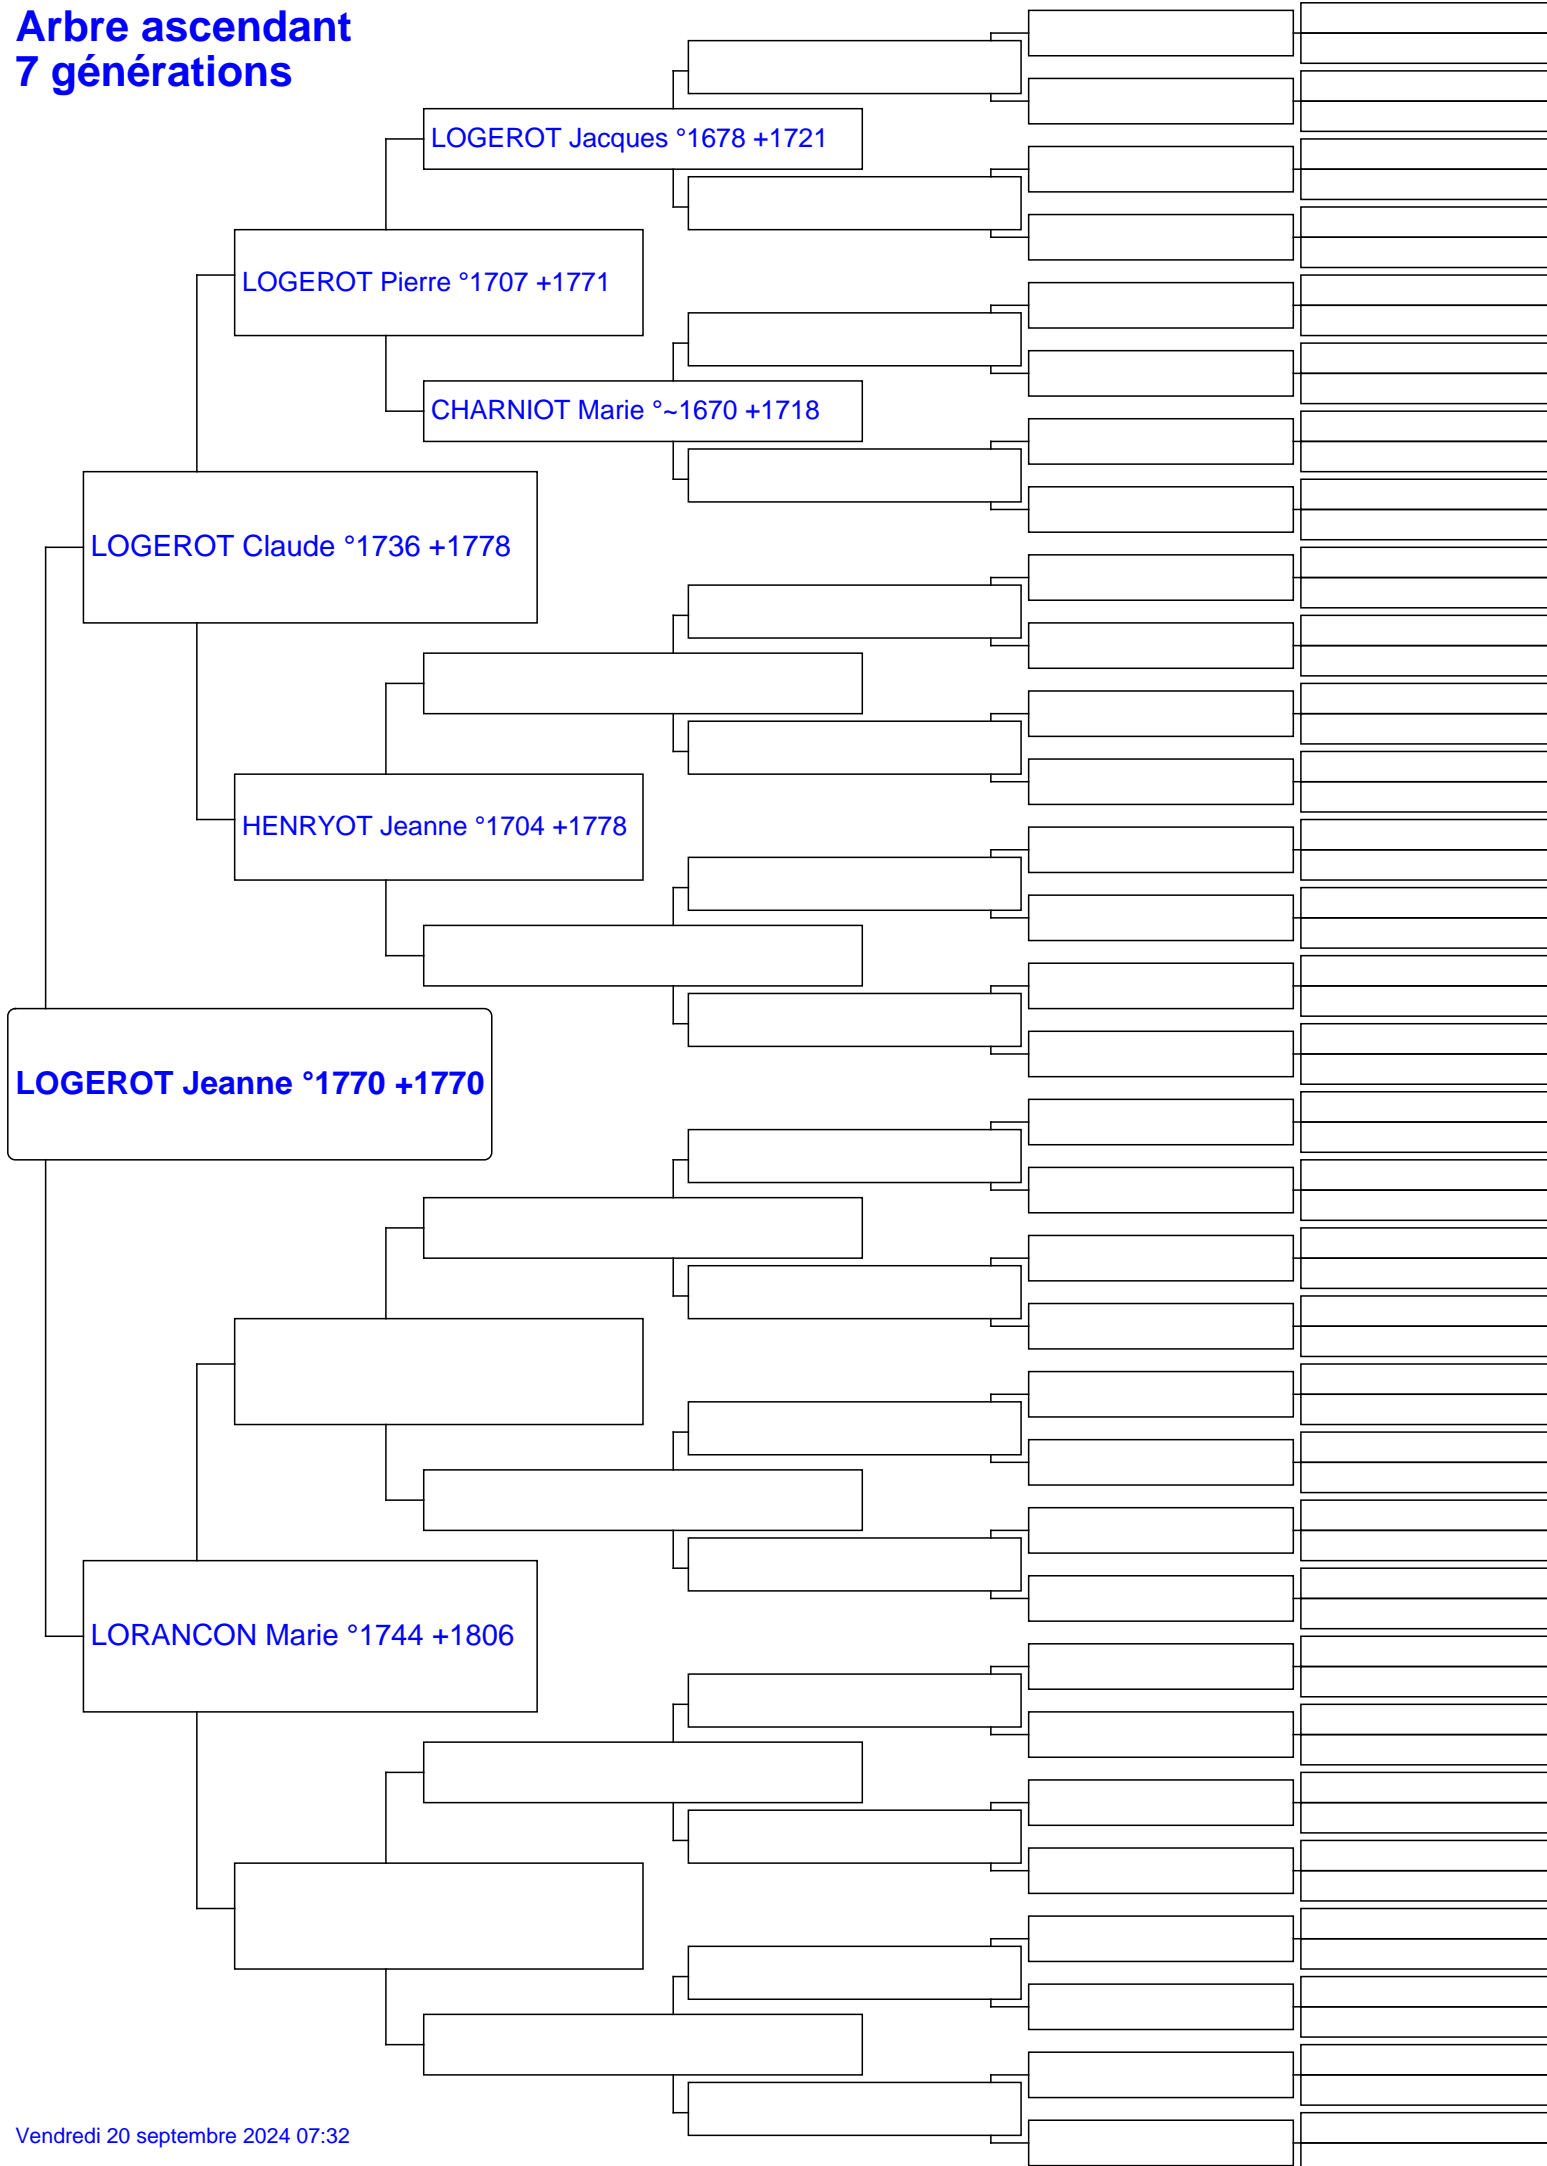 Arbre ascendant
7 générations
LOGEROT Jacques °1678 +1721
LOGEROT Pierre °1707 +1771
CHARNIOT Marie °~1670 +1718
LOGEROT Claude °1736 +1778
HENRYOT Jeanne °1704 +1778
LOGEROT Jeanne °1770 +1770
LORANCON Marie °1744 +1806
Vendredi 20 septembre 2024 07:32